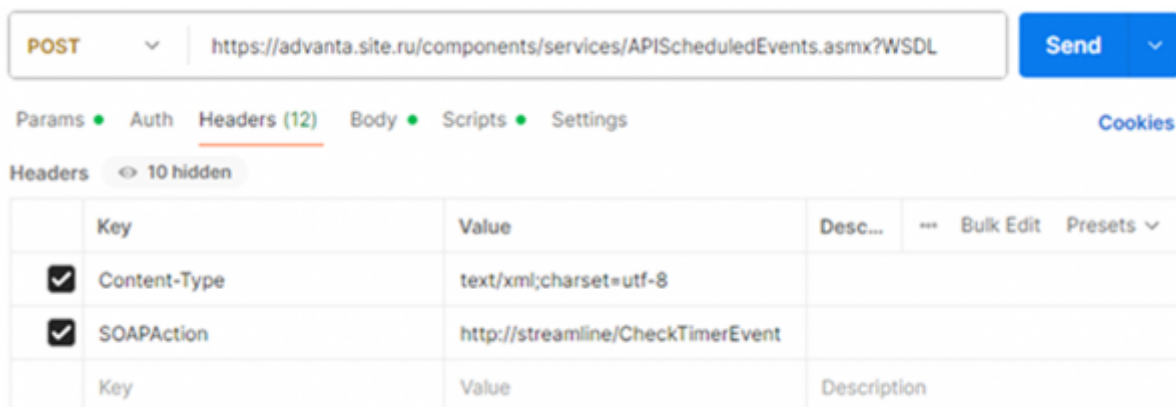 POST https://advanta.site.ru/components/services/APIScheduledEvents.asmx?WSDL Send
Params Auth Headers (12) Body Scripts Settings Cookies
Headers 10 hidden
Key Value Desc... ••• Bulk Edit Presets
Content-Type text/xml;charset=utf-8
SOAPAction http://streamline/CheckTimerEvent
Key Value Description